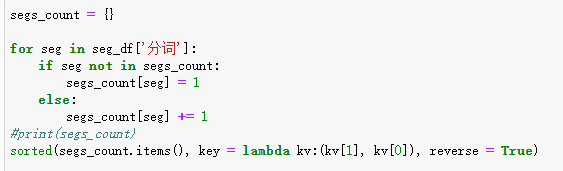 segs_count = {}
for seg in seg_df['分词']:
if seg not in segs_count:
segs_count[seg] = 1
else:
segs_count[seg] += 1
#print(segs_count)
sorted(segs_count.items(), key = lambda kv:(kv[1], kv[0]), reverse = True)